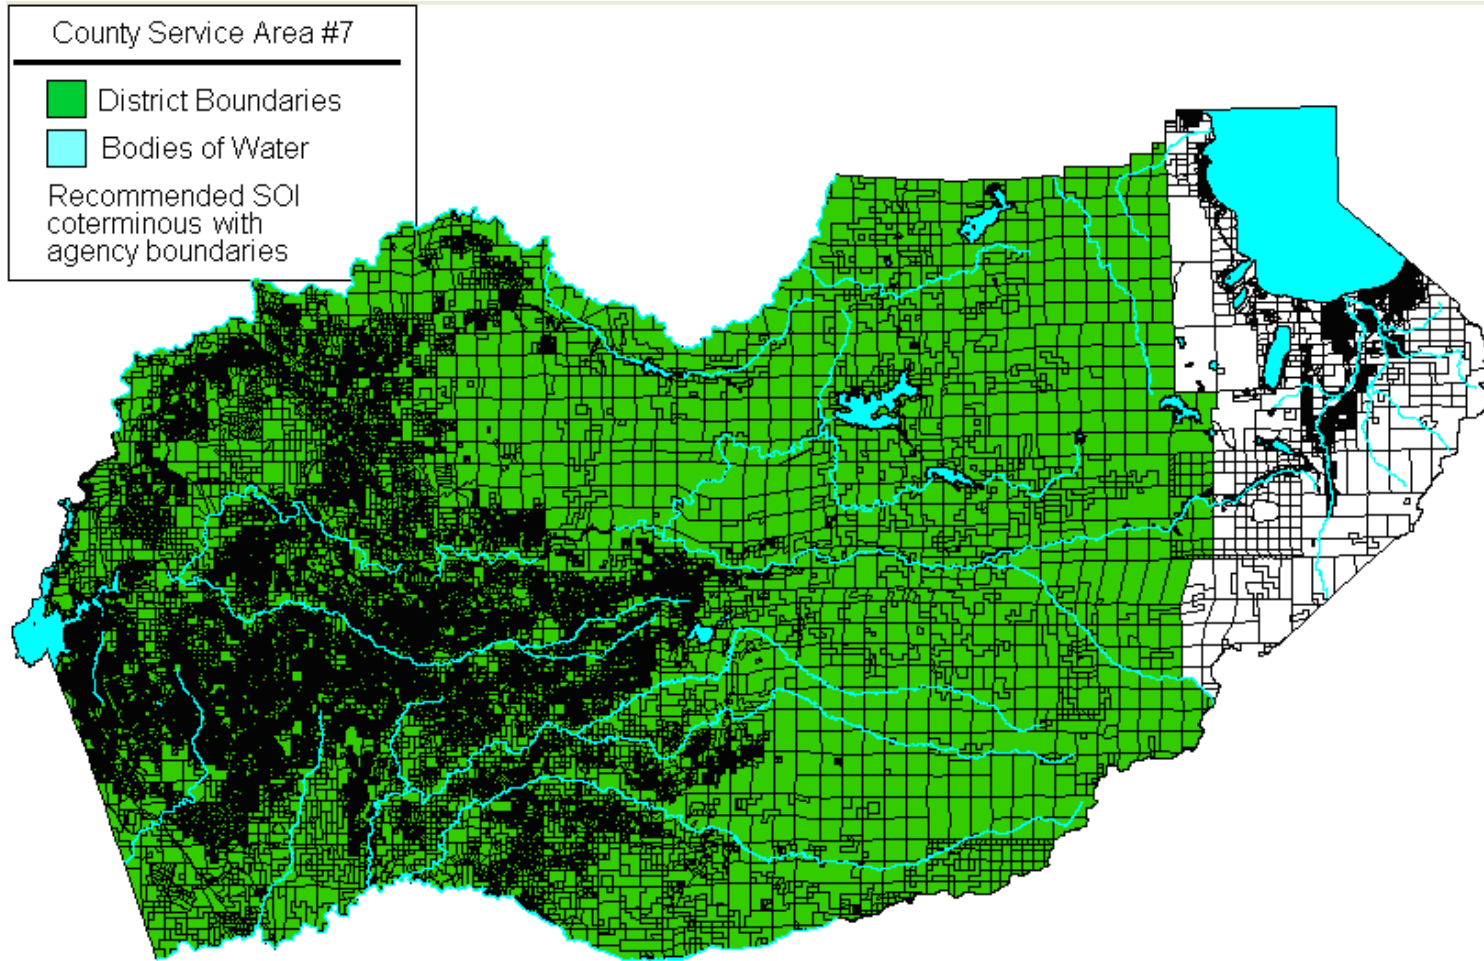 County Service Area #7
District Boundaries
Bodies of Water
Recommended SOI
coterminous with
agency boundaries